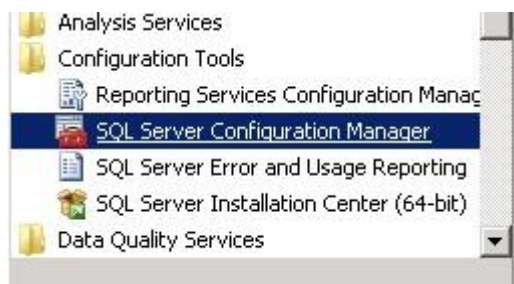 Analysis Services
Configuration Tools
Reporting Services Configuration Manag
SQL Server Configuration Manager
SQL Server Error and Usage Reporting
SQL Server Installation Center (64-bit)
Data Quality Services